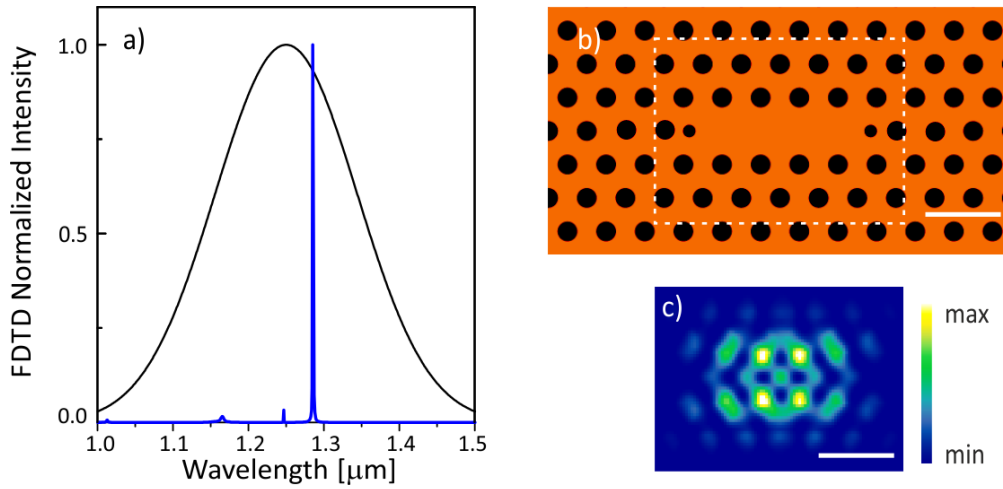 a)
FDTD Normalized Intensity
1.0
0.5
0.0
1.0 1.1 1.2 1.3 1.4 1.5
Wavelength [μm]
b)
c)
max
min